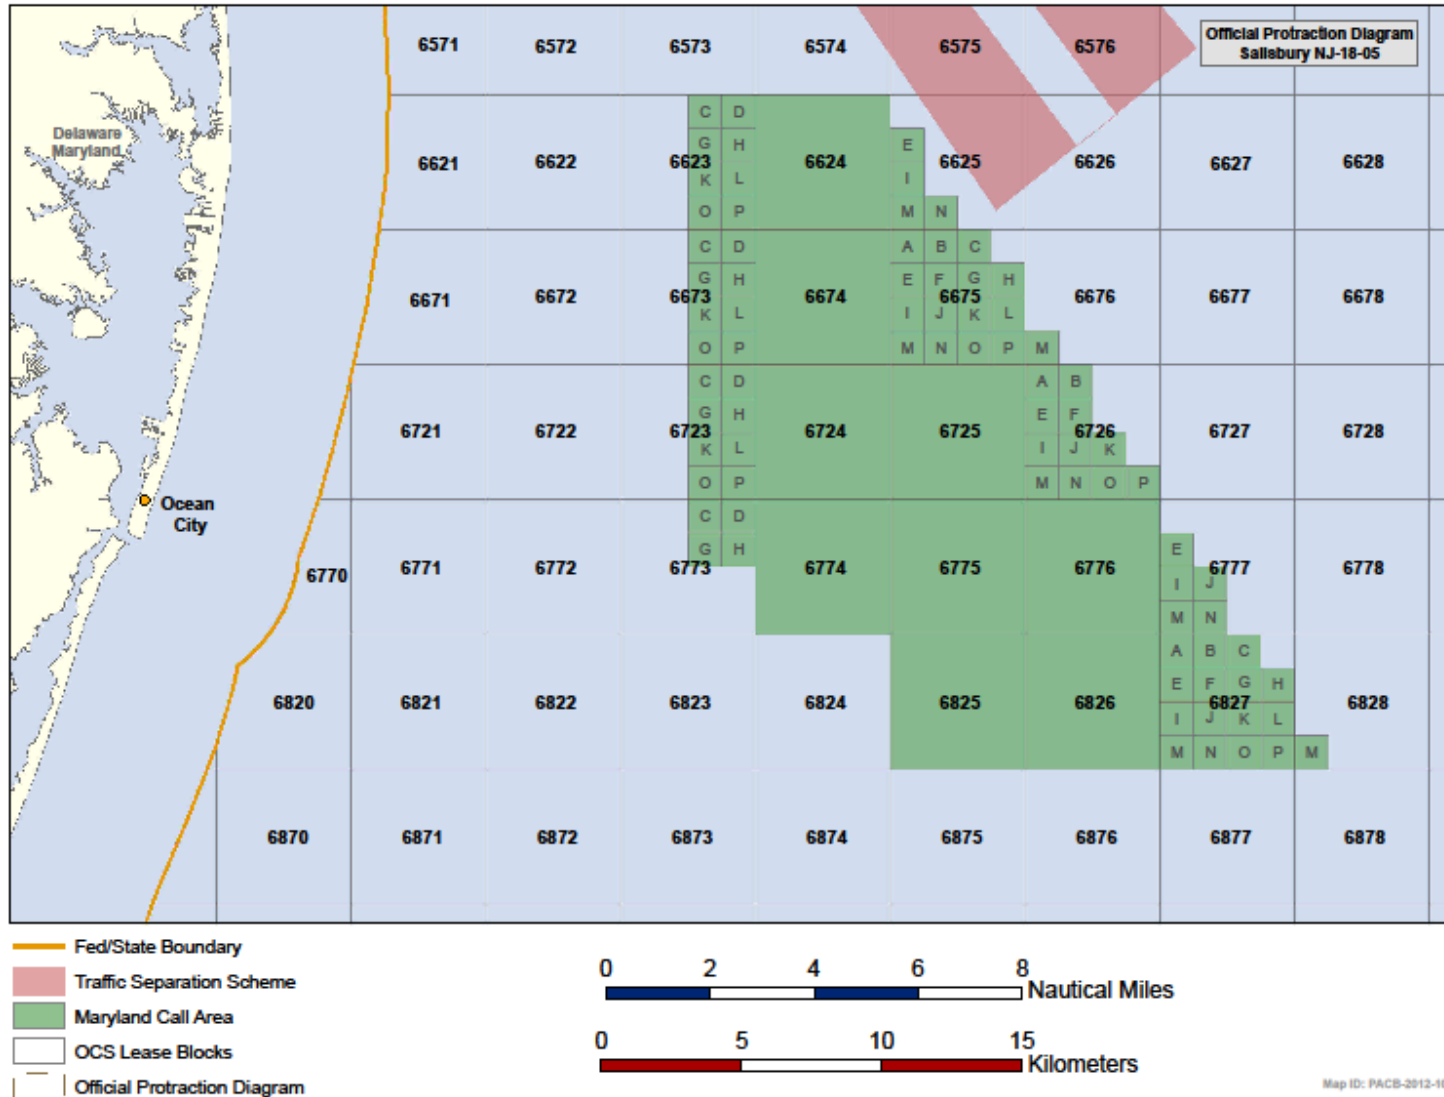 6571 6572 6573 6574 6575 6576
Official Protraction Diagram
Salisbury NJ-18-05
Delaware
Maryland
C D
G H E
6621 6622 6623 6624 6625 6626 6627 6628
K L I
O P M N
C D A B C
G H E F G H
6671 6672 6673 6674 6675 6676 6677 6678
K L I J K L
O P M N O P M
C D A B
G H E F
6721 6722 6723 6724 6725 6726 6727 6728
K L I J K
O P M N O P
Ocean
City
C D
G H E
6770 6771 6772 6773 6774 6775 6776 6777 6778
I J
M N
A B C
E F G H
6820 6821 6822 6823 6824 6825 6826 6827 6828
I J K L
M N O P M
6870 6871 6872 6873 6874 6875 6876 6877 6878
Fed/State Boundary
Traffic Separation Scheme
Maryland Call Area
OCS Lease Blocks
Official Protraction Diagram
0 2 4 6 8
Nautical Miles
0 5 10 15
Kilometers
Map ID: PACB-2012-10